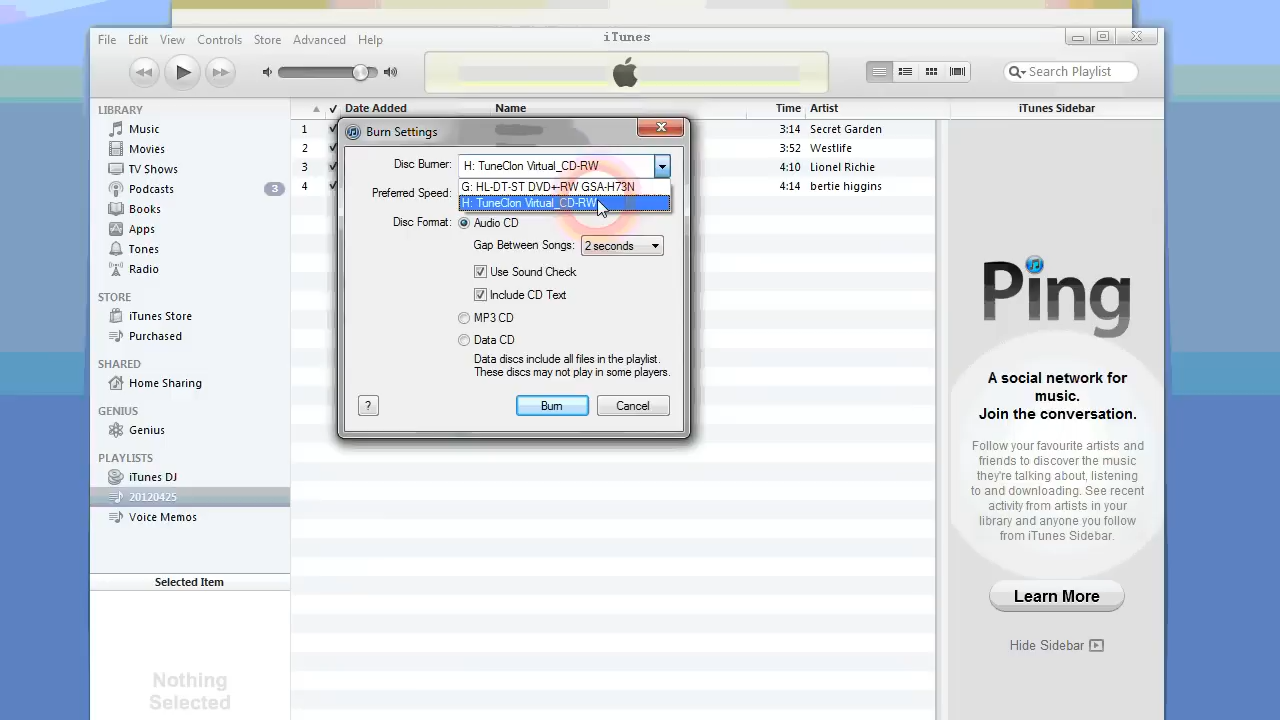 iTunes
File Edit View Controls Store Advanced Help
Search Playlist
LIBRARY
Music
Movies
TV Shows
Podcasts 3
Books
Apps
Tones
Radio
STORE
iTunes Store
Purchased
SHARED
Home Sharing
GENIUS
Genius
PLAYLISTS
iTunes DJ
20120425
Voice Memos
Selected Item
Nothing
Selected
Date Added Name Time Artist iTunes Sidebar
1 3:14 Secret Garden
2 3:52 Westlife
3 4:10 Lionel Richie
4 4:14 bertie higgins
Burn Settings
Disc Burner: H: TuneClon Virtual_CD-RW
G: HL-DT-ST DVD+-RW GSA-H73N
H: TuneClon Virtual_CD-RW
Preferred Speed:
Disc Format: Audio CD
Gap Between Songs: 2 seconds
Use Sound Check
Include CD Text
MP3 CD
Data CD
Data discs include all files in the playlist.
These discs may not play in some players.
? Burn Cancel
Ping
A social network for
music.
Join the conversation.
Follow your favourite artists and
friends to discover the music
they're talking about, listening
to and downloading. See recent
activity from artists in your
library and anyone you follow
from iTunes Sidebar.
Learn More
Hide Sidebar